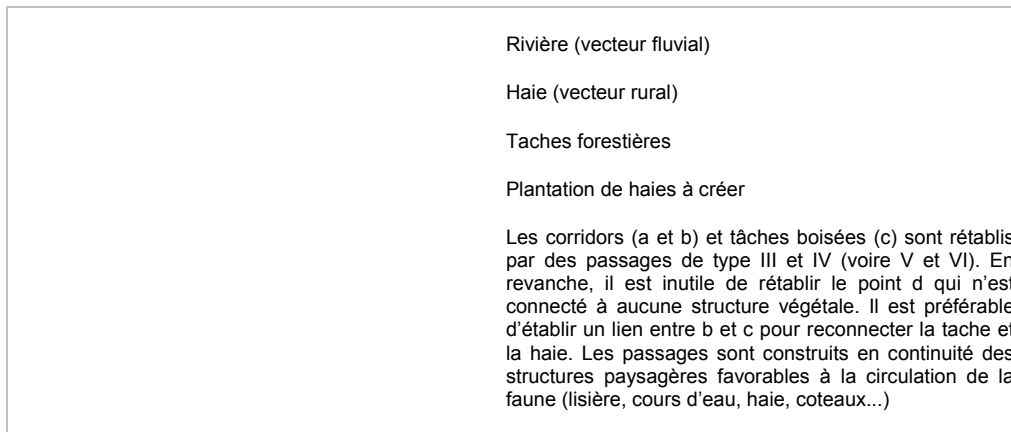 Rivière (vecteur fluvial)
Haie (vecteur rural)
Taches forestières
Plantation de haies à créer
Les corridors (a et b) et tâches boisées (c) sont rétablis
par des passages de type III et IV (voire V et VI). En
revanche, il est inutile de rétablir le point d qui n’est
connecté à aucune structure végétale. Il est préférable
d’établir un lien entre b et c pour reconnecter la tache et
la haie. Les passages sont construits en continuité des
structures paysagères favorables à la circulation de la
faune (lisière, cours d’eau, haie, coteaux...)